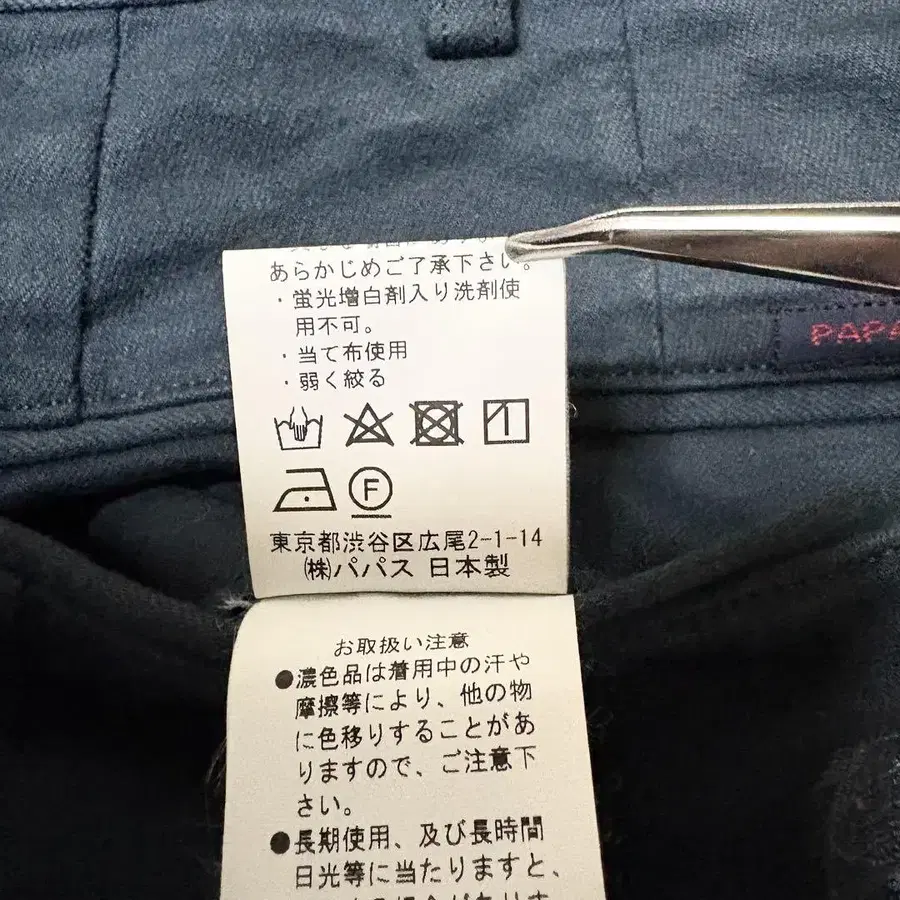 あらかじめご了承下さい。
・蛍光増白剤入り洗剤使
用不可。
・当て布使用
・弱く絞る
F
東京都渋谷区広尾2-1-14
㈱パパス 日本製
PAPA
お取扱い注意
●濃色品は着用中の汗や
摩擦等により、他の物
に色移りすることがあ
りますので、ご注意下
さい。
●長期使用、及び長時間
日光等に当たりますと、